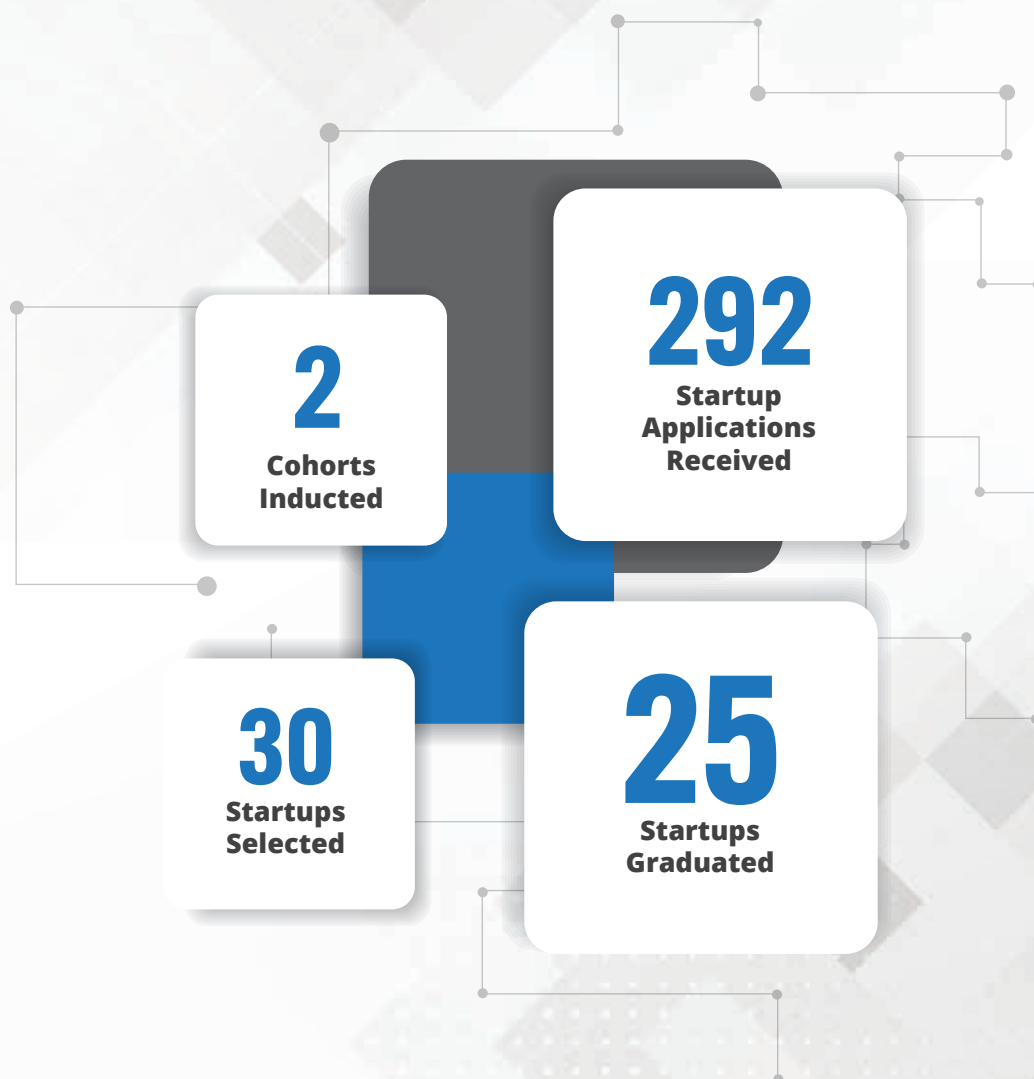 2
Cohorts
Inducted
292
Startup
Applications
Received
30
Startups
Selected
25
Startups
Graduated